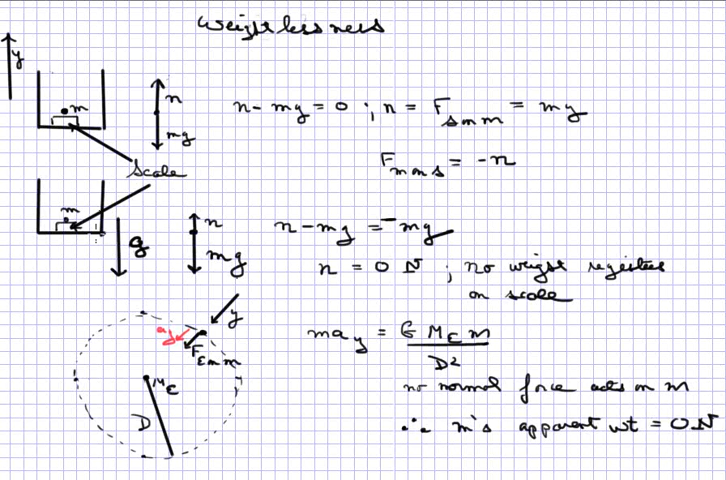 Weightlessness
y
m
n
mg
n - mg = 0 ; n = F_smm = mg
F_mms = -n
Scale
m
g
n
mg
n - mg = -mg
n = 0 N ; no weight registers
on scale
y
a_y
F_Emm
M_E
D
ma_y = G M_E m / D²
no normal force acts on m
∴ m's apparent wt = 0 N